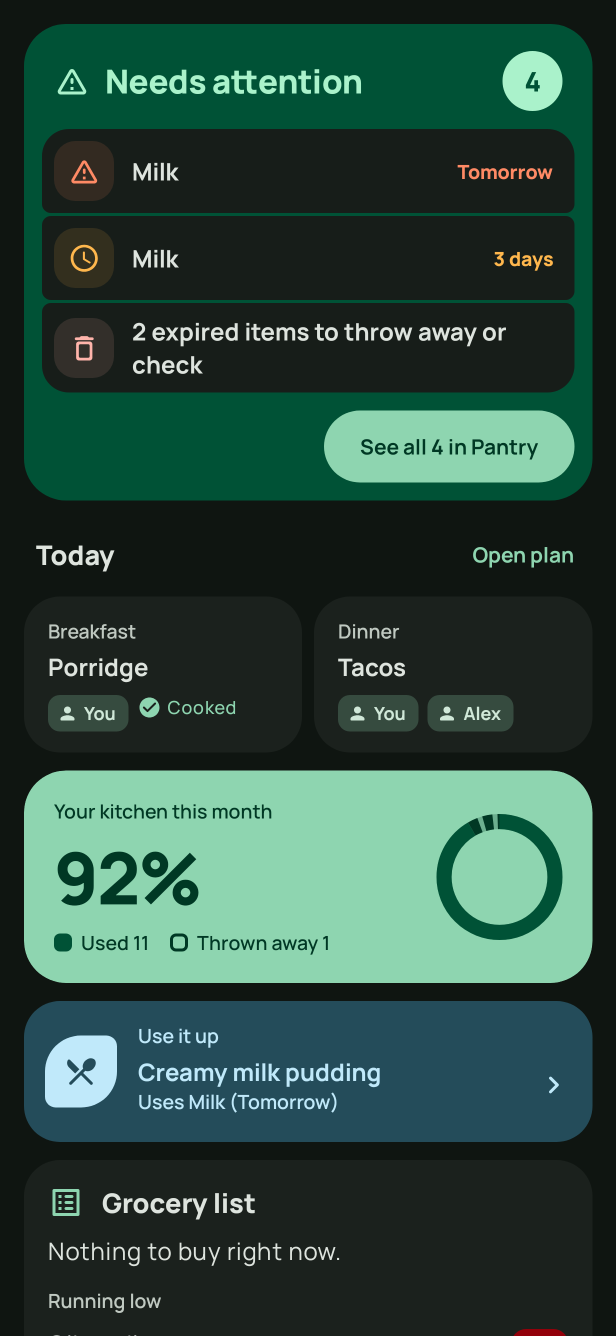 Needs attention
4
Milk
Tomorrow
Milk
3 days
2 expired items to throw away or
check
See all 4 in Pantry
Today
Open plan
Breakfast
Porridge
You
Cooked
Dinner
Tacos
You
Alex
Your kitchen this month
92%
Used 11
Thrown away 1
Use it up
Creamy milk pudding
Uses Milk (Tomorrow)
Grocery list
Nothing to buy right now.
Running low